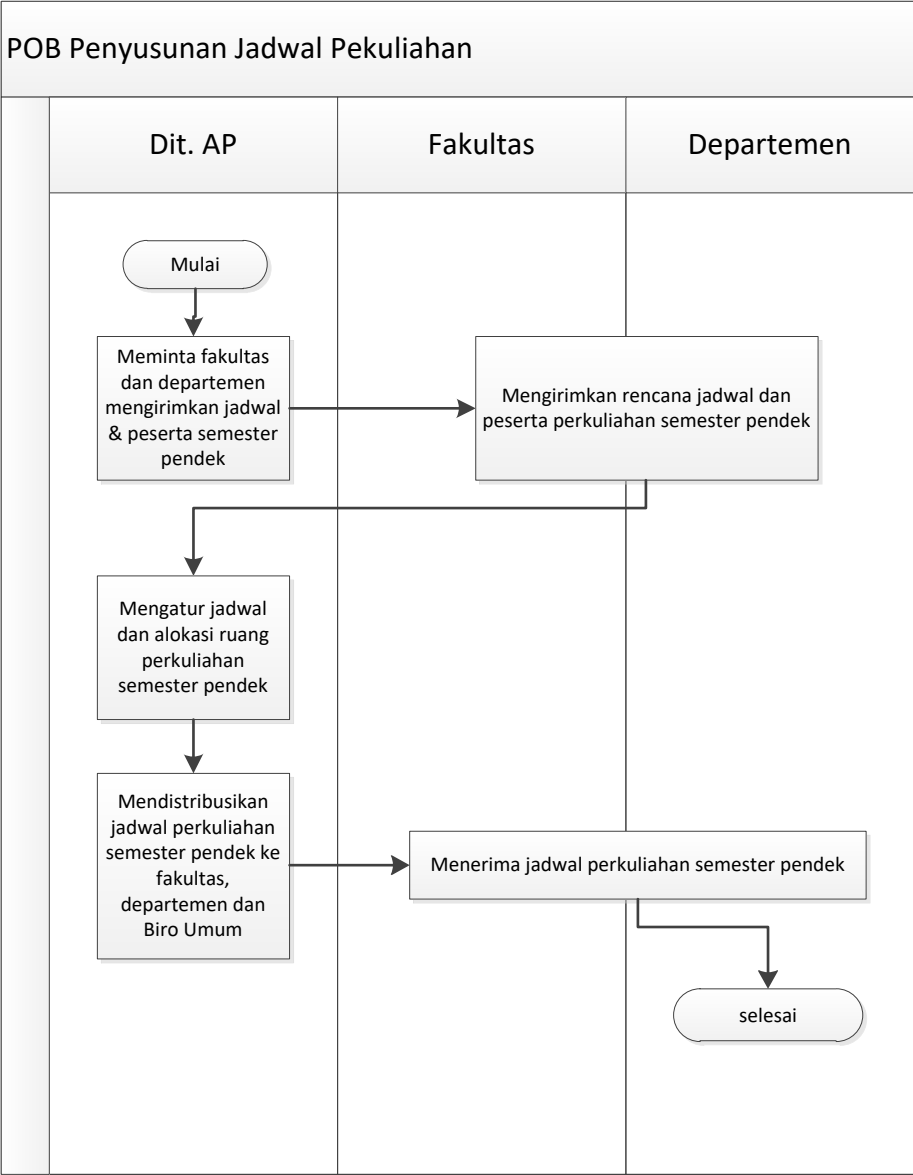 POB Penyusunan Jadwal Pekuliahan
Dit. AP
Fakultas
Departemen
Mulai
Meminta fakultas
dan departemen
mengirimkan jadwal
& peserta semester
pendek
Mengirimkan rencana jadwal dan
peserta perkuliahan semester pendek
Mengatur jadwal
dan alokasi ruang
perkuliahan
semester pendek
Mendistribusikan
jadwal perkuliahan
semester pendek ke
fakultas,
departemen dan
Biro Umum
Menerima jadwal perkuliahan semester pendek
selesai